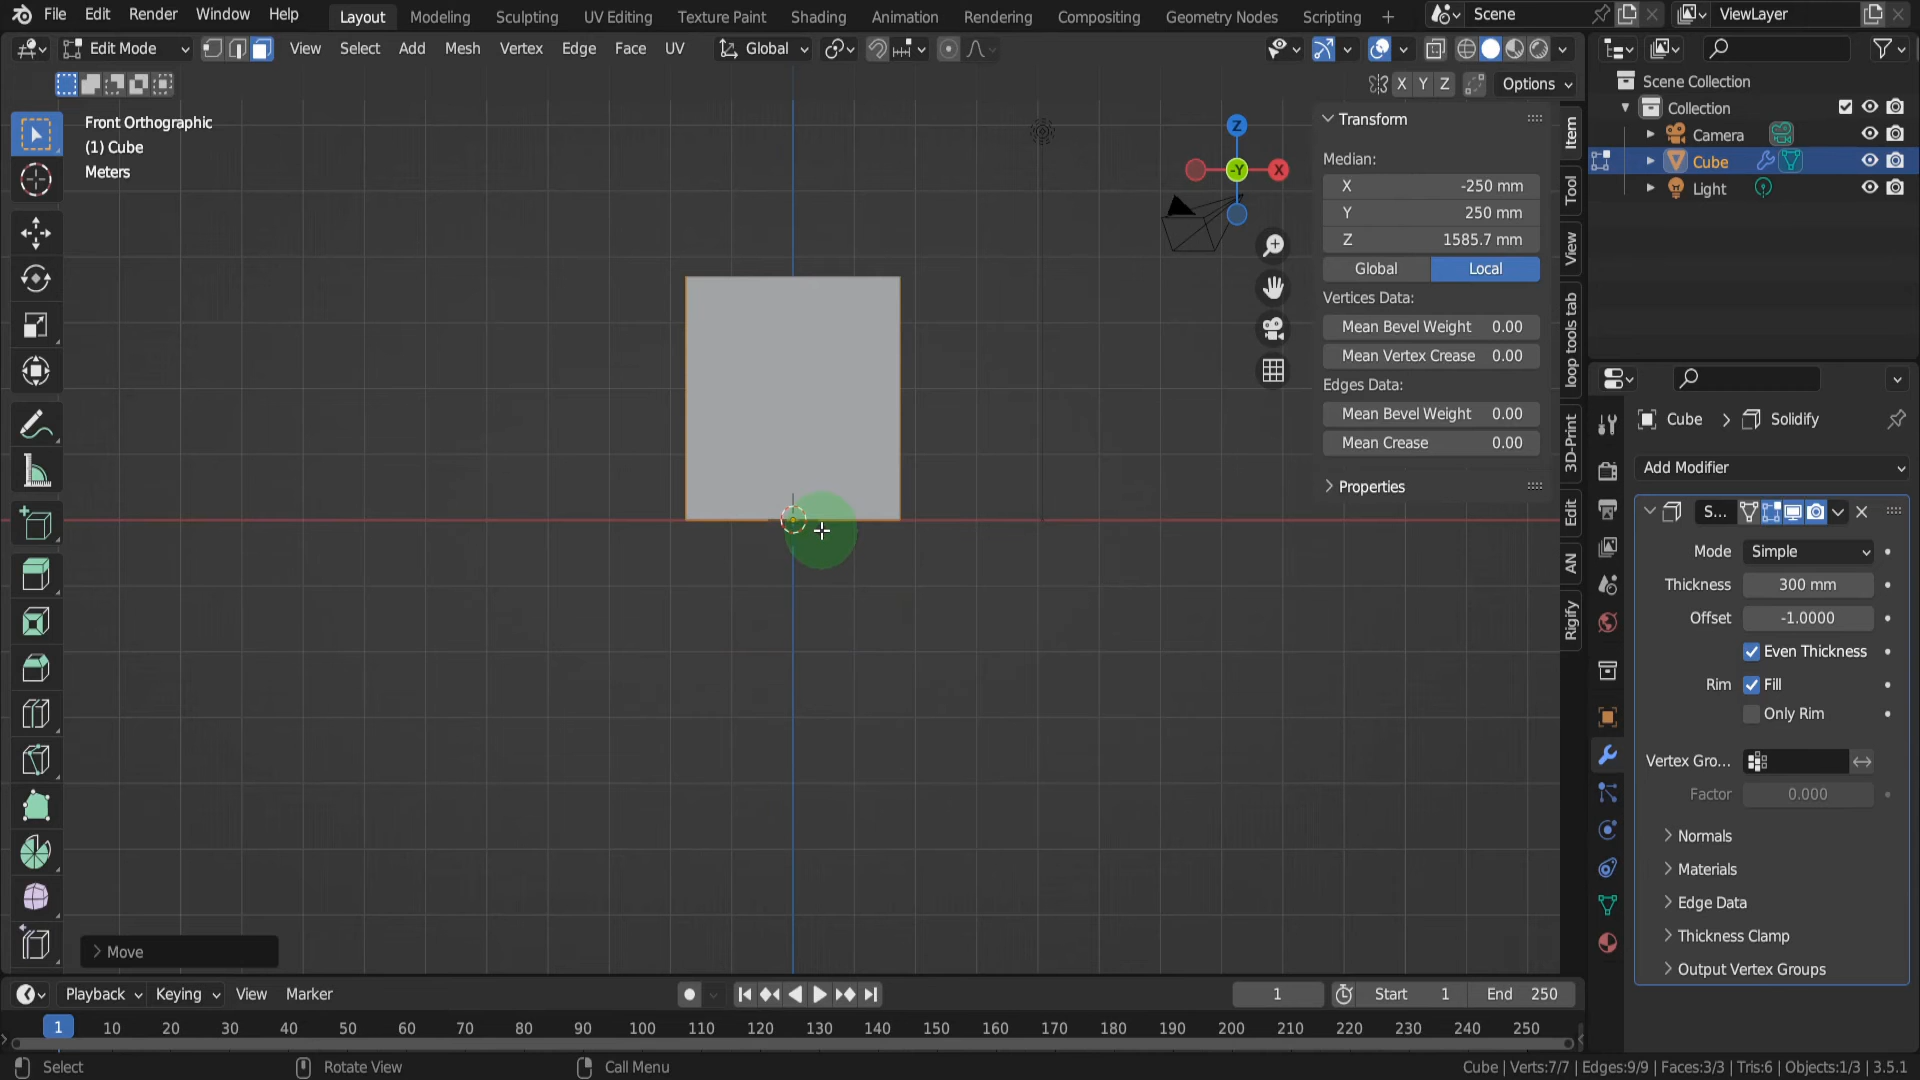 File Edit Render Window Help Layout Modeling Sculpting UV Editing Texture Paint Shading Animation Rendering Compositing Geometry Nodes Scripting + Scene ViewLayer
Edit Mode View Select Add Mesh Vertex Edge Face UV Global
X Y Z Options
Front Orthographic
(1) Cube
Meters
Z
-Y X
Transform
Median:
X -250 mm
Y 250 mm
Z 1585.7 mm
Global Local
Vertices Data:
Mean Bevel Weight 0.00
Mean Vertex Crease 0.00
Edges Data:
Mean Bevel Weight 0.00
Mean Crease 0.00
Properties
Item
Tool
View
loop tools tab
3D-Print
Edit
AN
Rigify
Scene Collection
Collection
Camera
Cube
Light
Cube > Solidify
Add Modifier
S...
Mode Simple
Thickness 300 mm
Offset -1.0000
Even Thickness
Rim Fill
Only Rim
Vertex Gro...
Factor 0.000
Normals
Materials
Edge Data
Thickness Clamp
Output Vertex Groups
Move
Playback Keying View Marker 1 Start 1 End 250
1 10 20 30 40 50 60 70 80 90 100 110 120 130 140 150 160 170 180 190 200 210 220 230 240 250
Select Rotate View Call Menu Cube | Verts:7/7 | Edges:9/9 | Faces:3/3 | Tris:6 | Objects:1/3 | 3.5.1